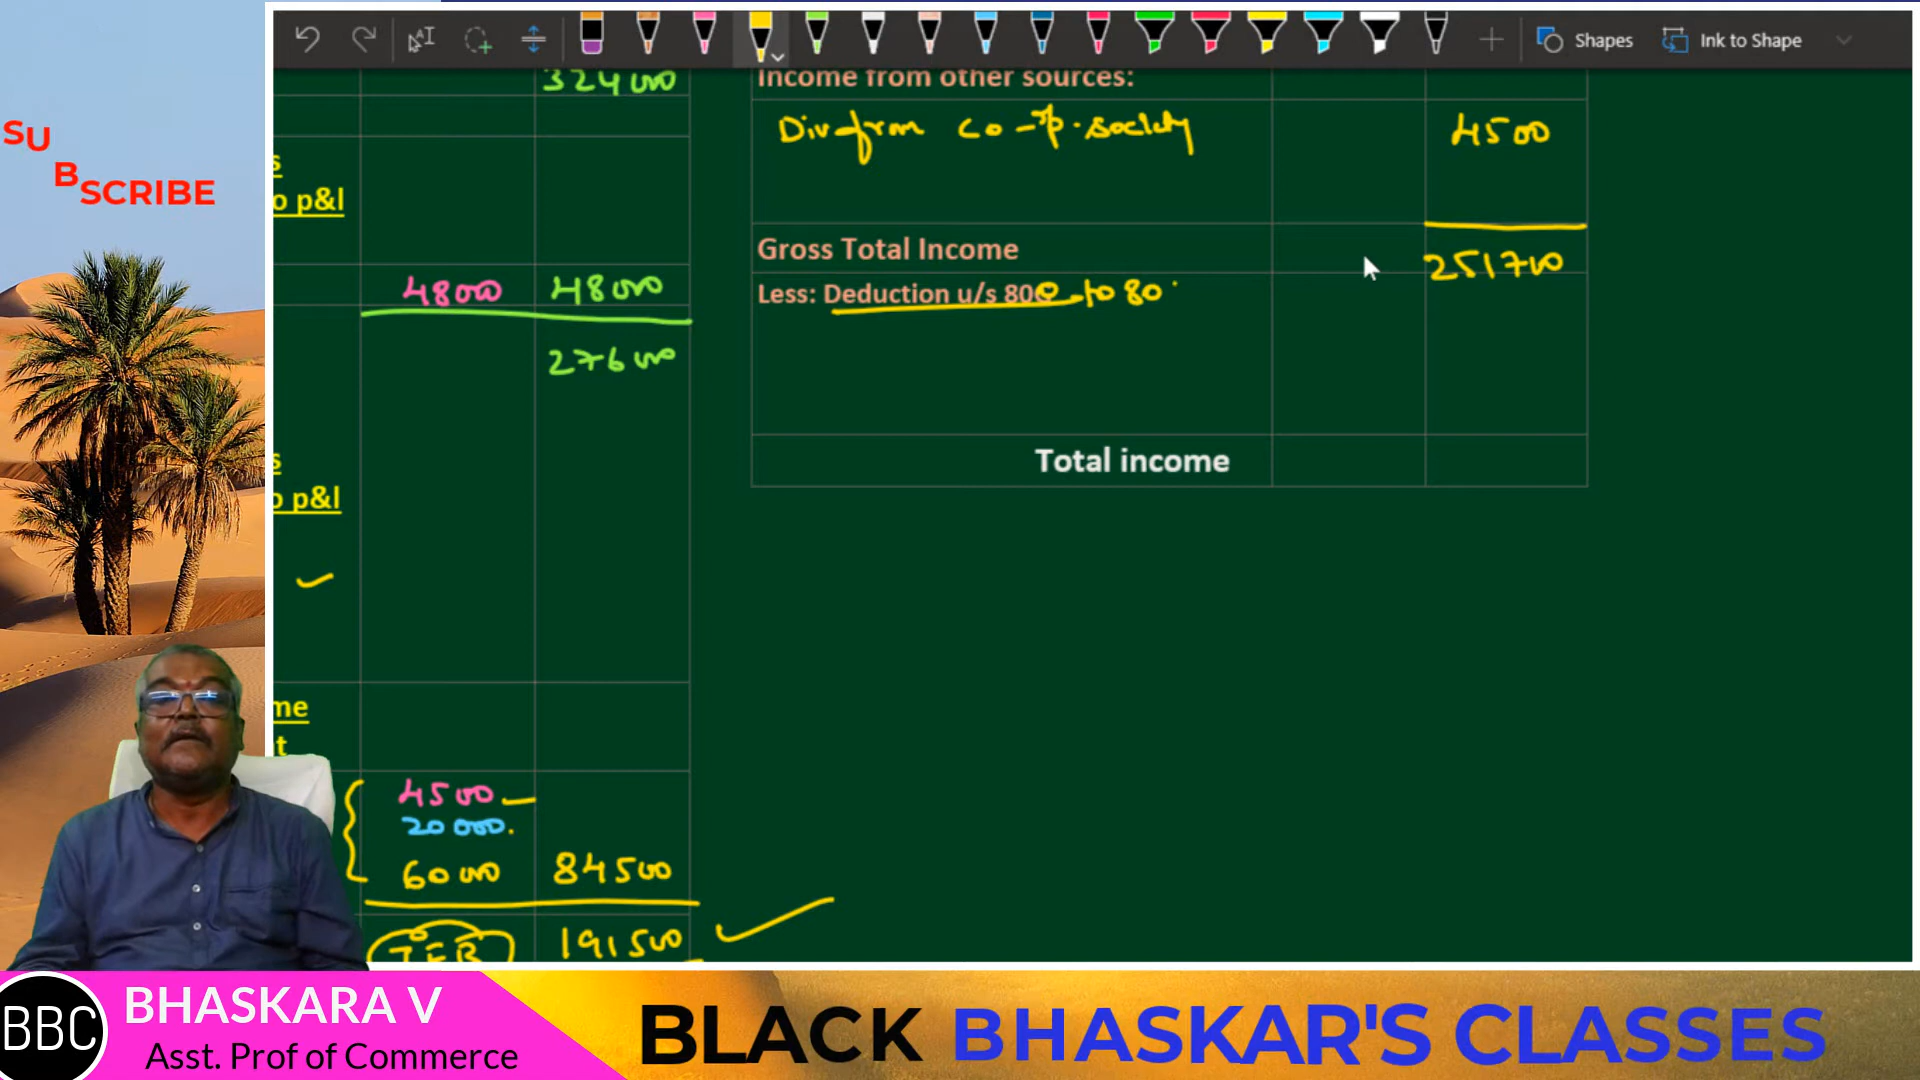 SU
B
SCRIBE
Shapes
Ink to Shape
324000
s
o p&l
48000 48000
276000
s
o p&l
me
t
4500
20000.
60000 84500
191500
Income from other sources:
Div from co-op. society 4500
Gross Total Income 251700
Less: Deduction u/s 80C to 80
Total income
BBC
BHASKARA V
Asst. Prof of Commerce
BLACK BHASKAR'S CLASSES